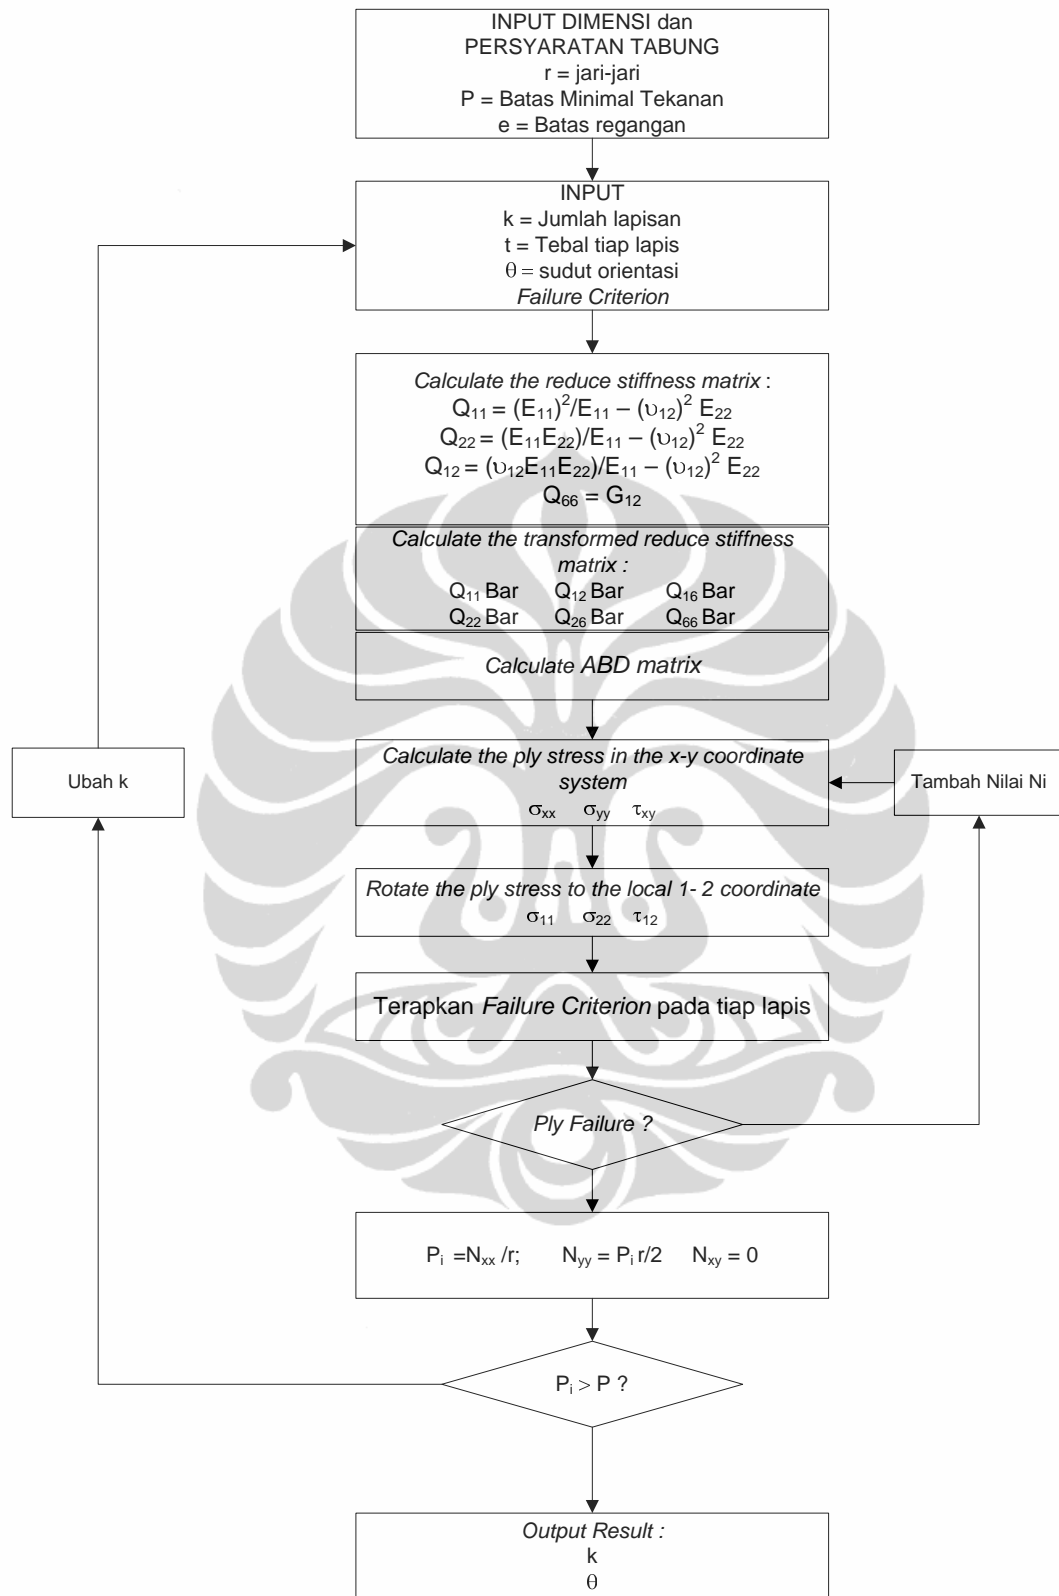 INPUT DIMENSI dan
PERSYARATAN TABUNG
r = jari-jari
P = Batas Minimal Tekanan
e = Batas regangan
INPUT
k = Jumlah lapisan
t = Tebal tiap lapis
θ = sudut orientasi
Failure Criterion
Calculate the reduce stiffness matrix :
Q₁₁ = (E₁₁)²/E₁₁ – (υ₁₂)² E₂₂
Q₂₂ = (E₁₁E₂₂)/E₁₁ – (υ₁₂)² E₂₂
Q₁₂ = (υ₁₂E₁₁E₂₂)/E₁₁ – (υ₁₂)² E₂₂
Q₆₆ = G₁₂
Calculate the transformed reduce stiffness
matrix :
Q₁₁ Bar Q₁₂ Bar Q₁₆ Bar
Q₂₂ Bar Q₂₆ Bar Q₆₆ Bar
Calculate ABD matrix
Calculate the ply stress in the x-y coordinate
system
σxx σyy τxy
Ubah k
Tambah Nilai Ni
Rotate the ply stress to the local 1- 2 coordinate
σ₁₁ σ₂₂ τ₁₂
Terapkan Failure Criterion pada tiap lapis
Ply Failure ?
Pi =Nxx /r; Nyy = Pi r/2 Nxy = 0
Pi > P ?
Output Result :
k
θ